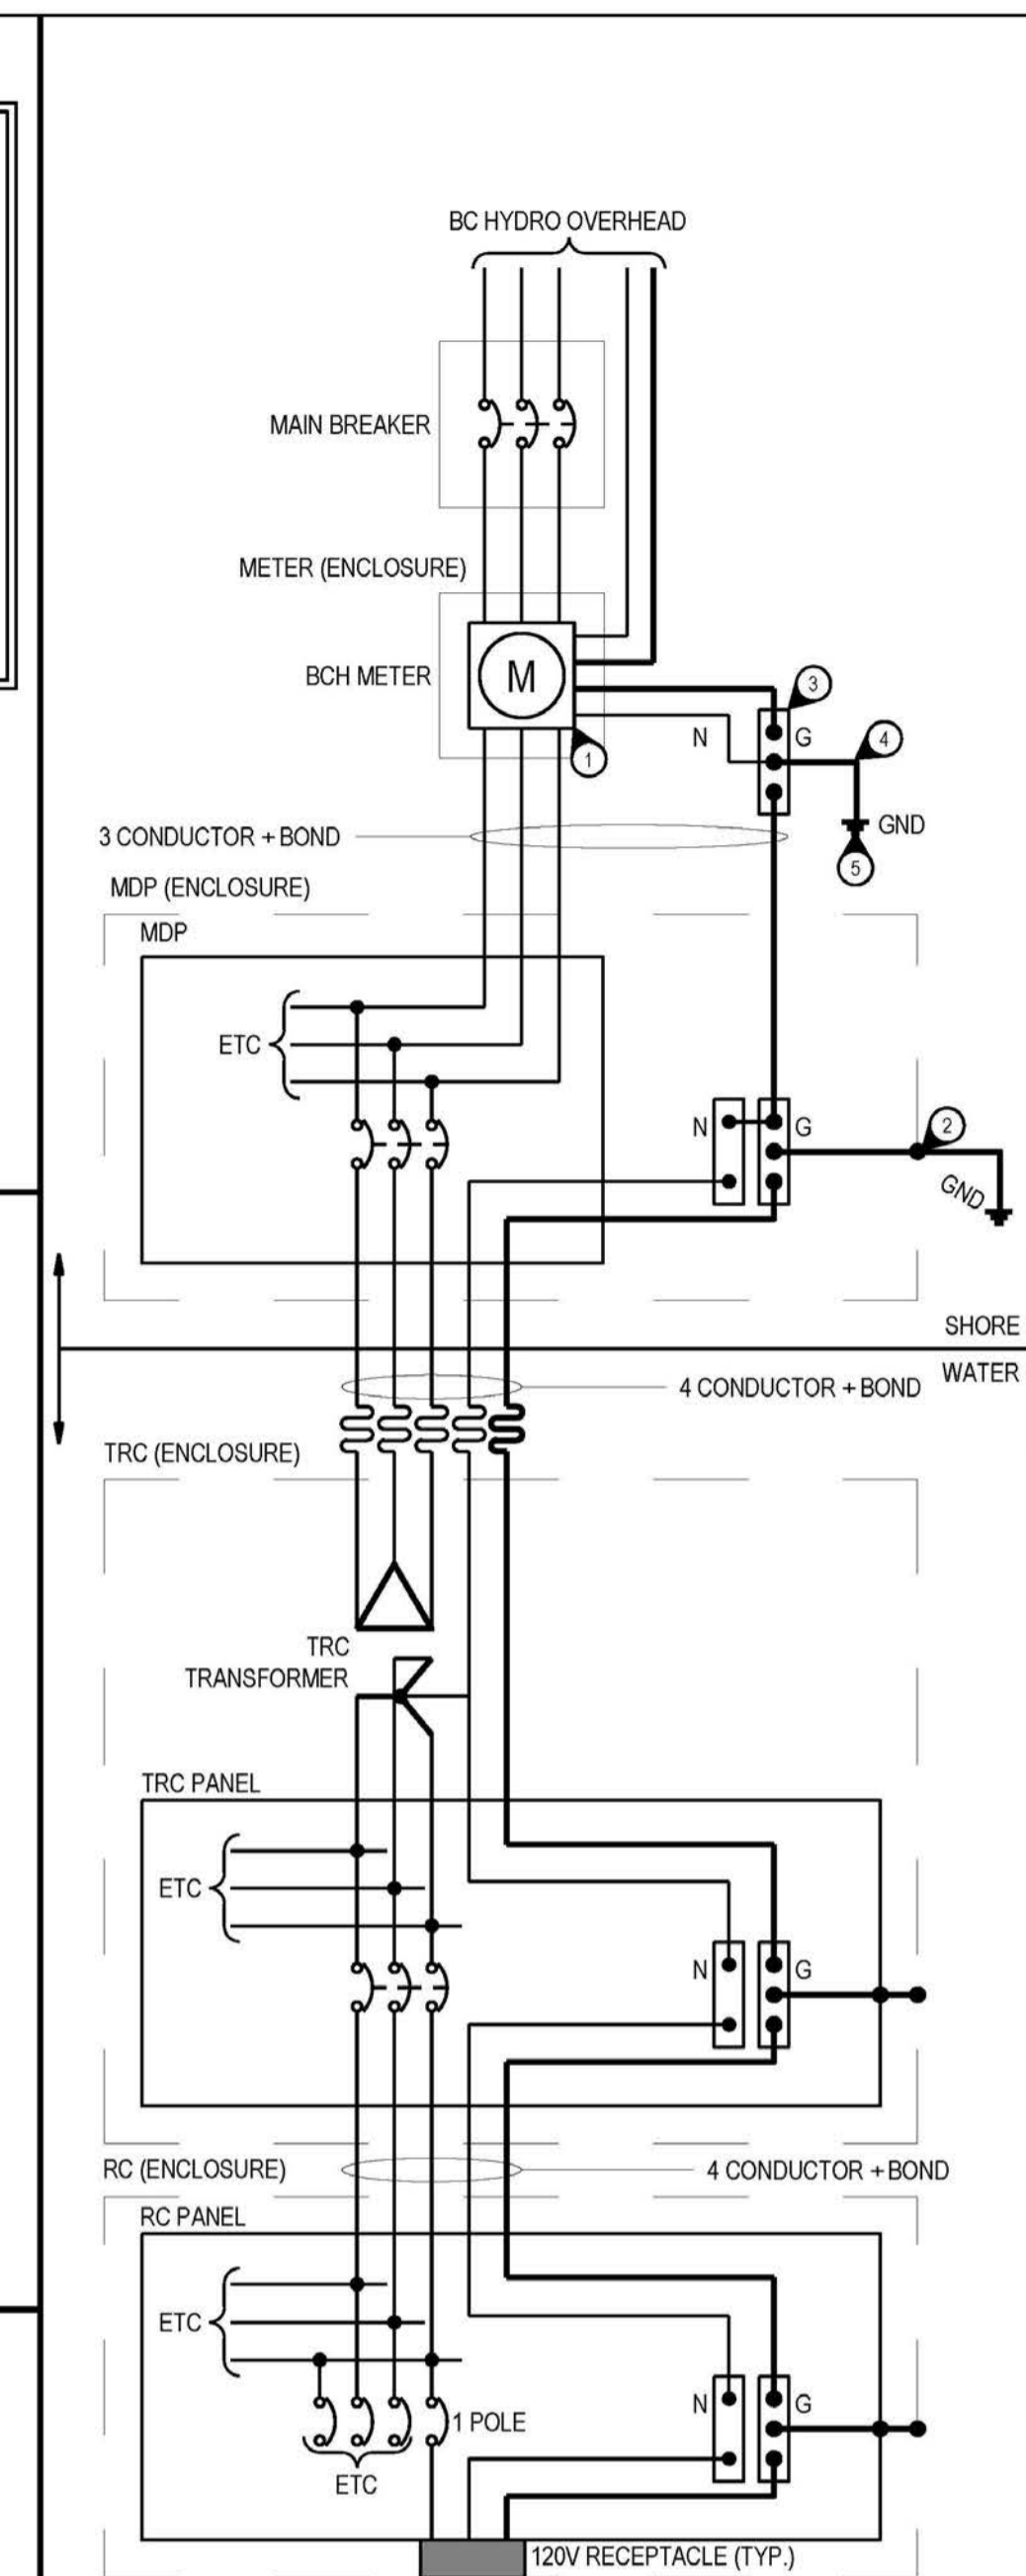 BC HYDRO OVERHEAD
MAIN BREAKER
METER (ENCLOSURE)
BCH METER
M
3
N
G
4
1
3 CONDUCTOR + BOND
GND
5
MDP (ENCLOSURE)
MDP
ETC
N
G
2
GND
SHORE
WATER
4 CONDUCTOR + BOND
TRC (ENCLOSURE)
TRC
TRANSFORMER
TRC PANEL
ETC
N
G
RC (ENCLOSURE)
4 CONDUCTOR + BOND
RC PANEL
ETC
N
G
1 POLE
ETC
120V RECEPTACLE (TYP.)